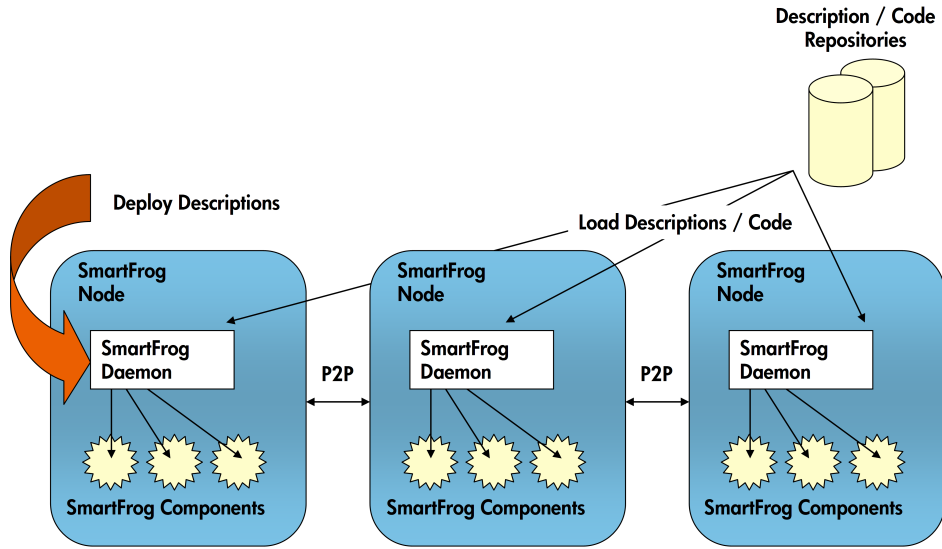 Description / Code
Repositories
Deploy Descriptions
Load Descriptions / Code
SmartFrog
Node
SmartFrog
Daemon
SmartFrog Components
P2P
SmartFrog
Node
SmartFrog
Daemon
SmartFrog Components
P2P
SmartFrog
Node
SmartFrog
Daemon
SmartFrog Components